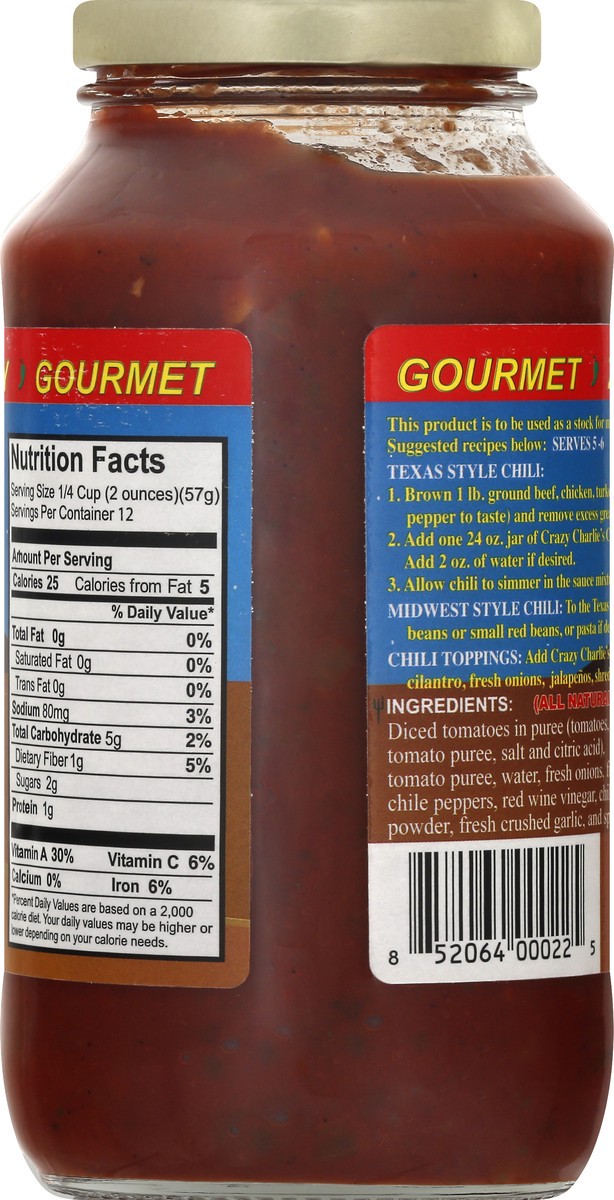 GOURMET
Nutrition Facts
Serving Size 1/4 Cup (2 ounces)(57g)
Servings Per Container 12
Amount Per Serving
Calories 25 Calories from Fat 5
% Daily Value*
Total Fat 0g 0%
Saturated Fat 0g 0%
Trans Fat 0g 0%
Sodium 80mg 3%
Total Carbohydrate 5g 2%
Dietary Fiber 1g 5%
Sugars 2g
Protein 1g
Vitamin A 30% Vitamin C 6%
Calcium 0% Iron 6%
*Percent Daily Values are based on a 2,000
calorie diet. Your daily values may be higher or
lower depending on your calorie needs.
GOURMET
This product is to be used as a stock for
Suggested recipes below: SERVES 5-6
TEXAS STYLE CHILI:
1. Brown 1 lb. ground beef, chicken,
pepper to taste) and remove excess
2. Add one 24 oz. jar of Crazy Charlie's
Add 2 oz. of water if desired.
3. Allow chili to simmer in the sauce
MIDWEST STYLE CHILI: To the Texas
beans or small red beans, or pasta if
CHILI TOPPINGS: Add Crazy Charlie's
cilantro, fresh onions, jalapeños,
INGREDIENTS: (ALL NATURAL
Diced tomatoes in puree (tomatoes,
tomato puree, salt and citric acid),
tomato puree, water, fresh onions,
chile peppers, red wine vinegar,
powder, fresh crushed garlic, and
8 52064 00022 5